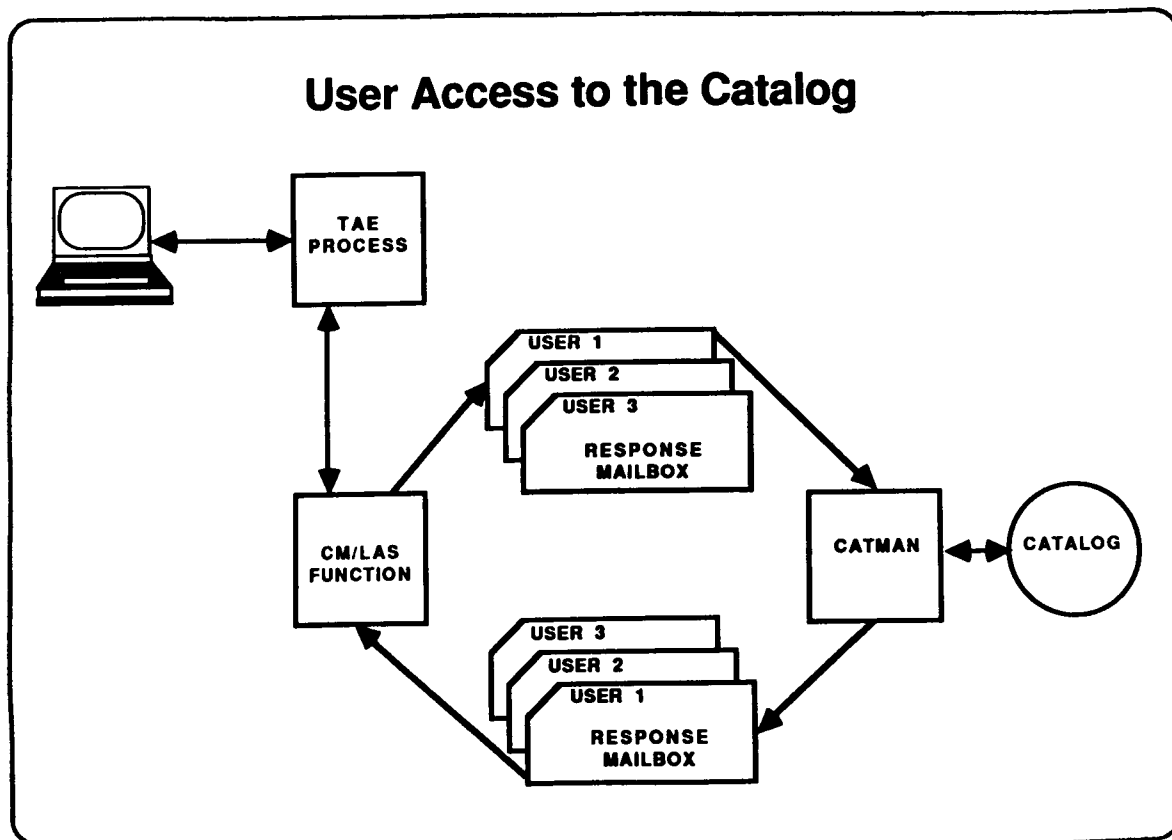 User Access to the Catalog
TAE
PROCESS
USER 1
USER 2
USER 3
RESPONSE
MAILBOX
CM/LAS
FUNCTION
CATMAN
CATALOG
USER 3
USER 2
USER 1
RESPONSE
MAILBOX